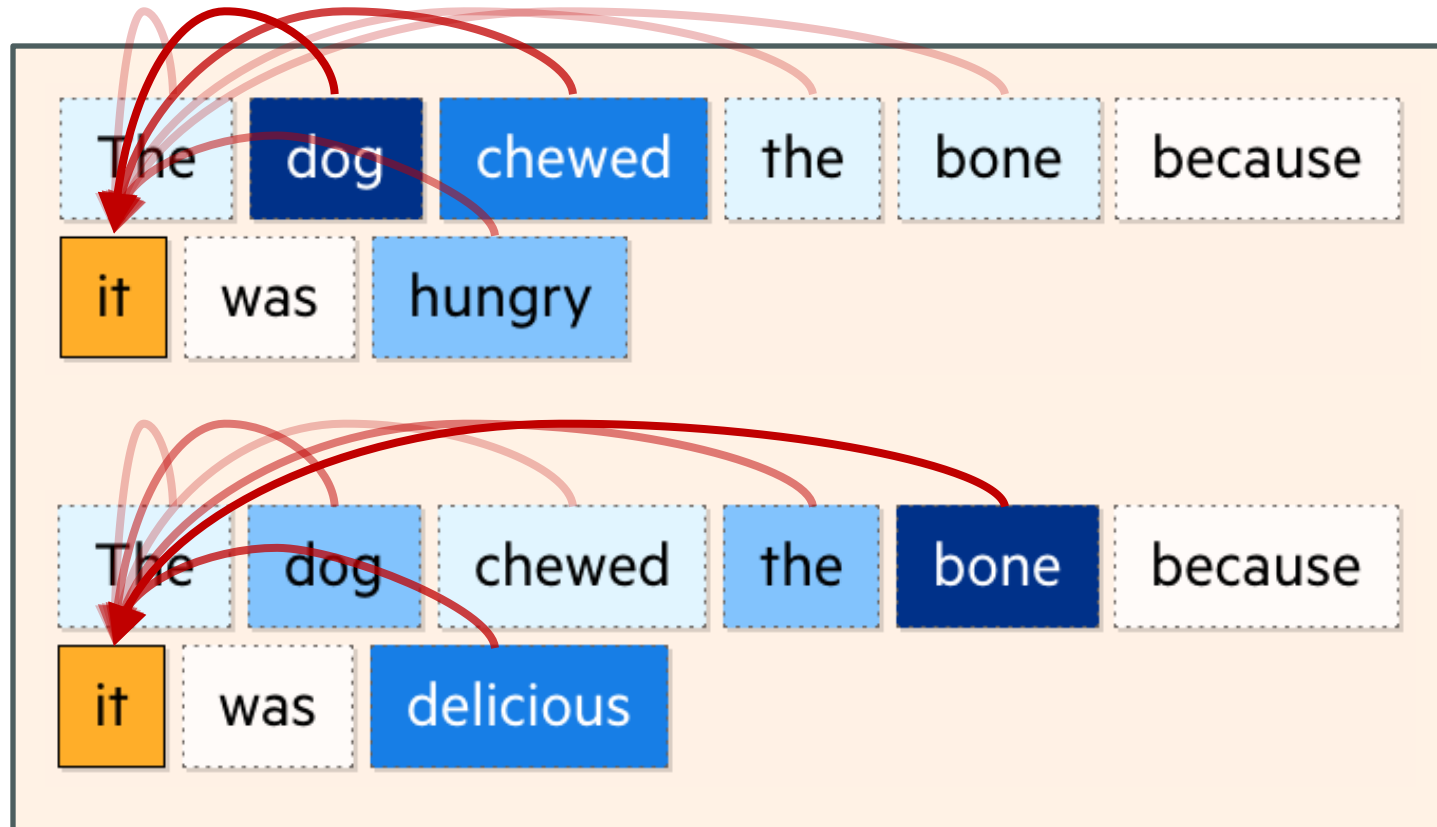 The dog chewed the bone because
it was hungry
The dog chewed the bone because
it was delicious